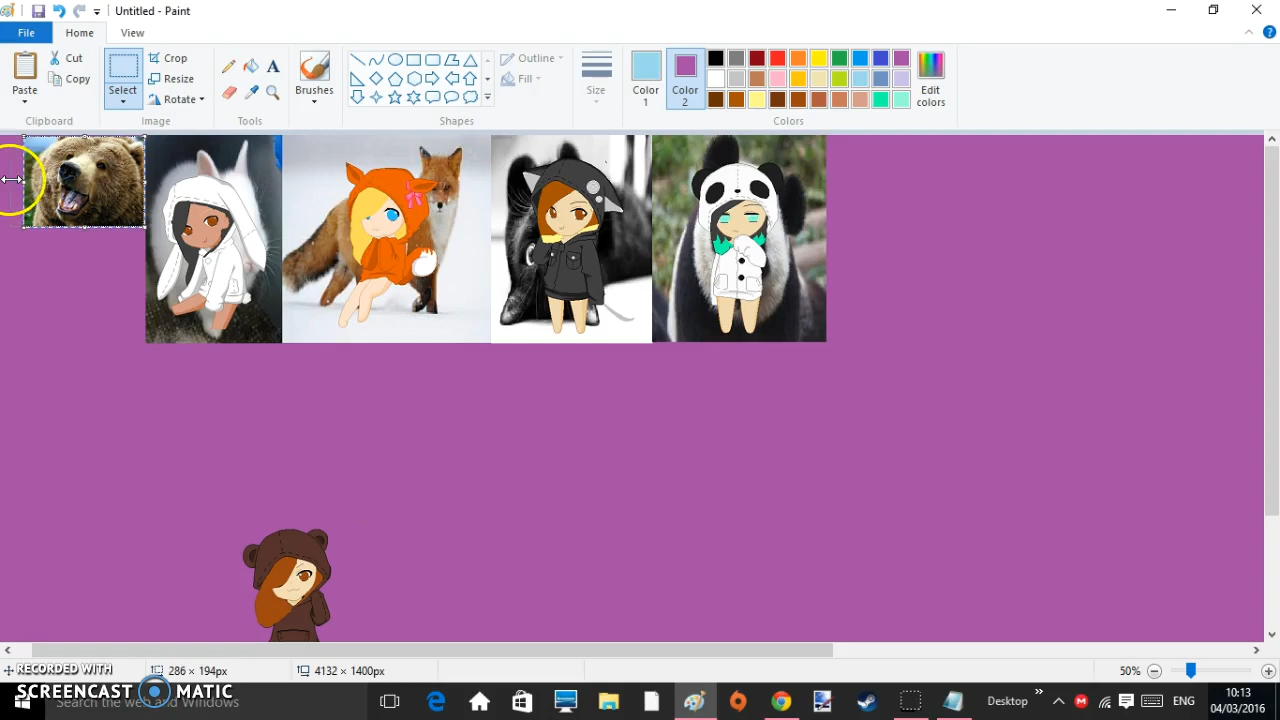 Untitled - Paint
File
Home
View
Paste
Cut
Copy
Clipboard
Select
Crop
Resize
Rotate
Image
Tools
Brushes
Shapes
Outline
Fill
Size
Color 1
Color 2
Edit colors
Colors
286 × 194px
4132 × 1400px
50%
RECORDED WITH
SCREENCAST MATIC
Search the web and Windows
Desktop
ENG
10:13
04/03/2016